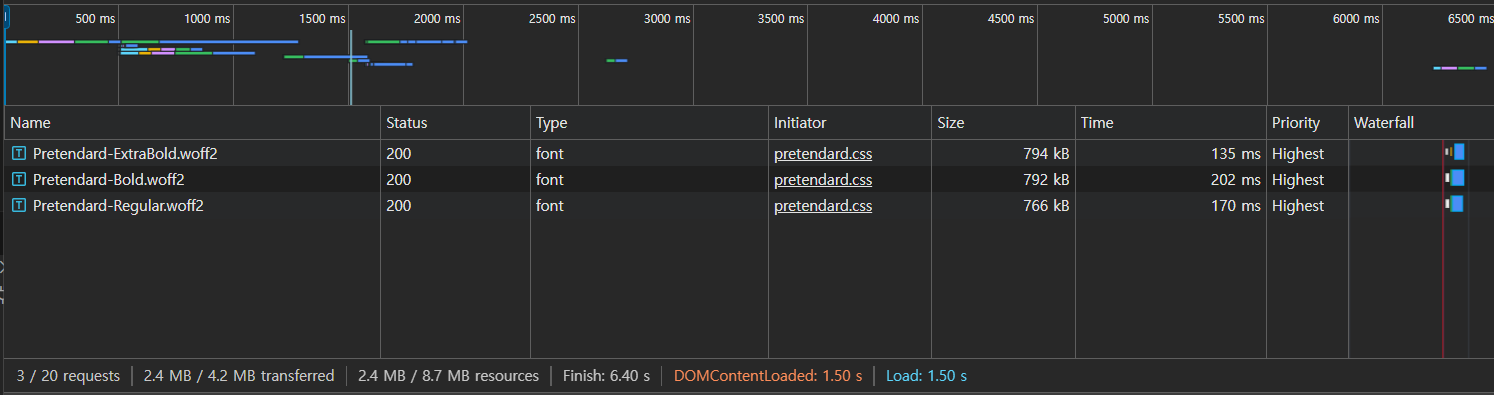 500 ms 1000 ms 1500 ms 2000 ms 2500 ms 3000 ms 3500 ms 4000 ms 4500 ms 5000 ms 5500 ms 6000 ms 6500 ms
Name Status Type Initiator Size Time Priority Waterfall
Pretendard-ExtraBold.woff2 200 font pretendard.css 794 kB 135 ms Highest
Pretendard-Bold.woff2 200 font pretendard.css 792 kB 202 ms Highest
Pretendard-Regular.woff2 200 font pretendard.css 766 kB 170 ms Highest
3 / 20 requests 2.4 MB / 4.2 MB transferred 2.4 MB / 8.7 MB resources Finish: 6.40 s DOMContentLoaded: 1.50 s Load: 1.50 s